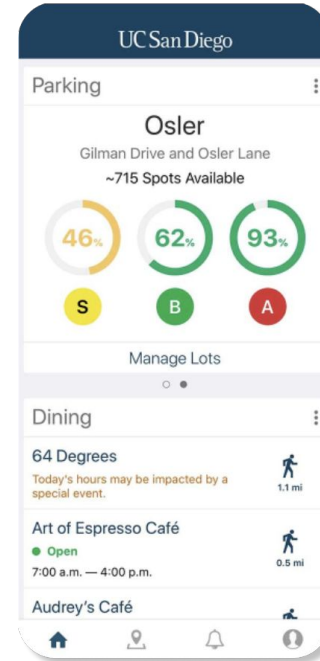 UC San Diego
Parking
Osler
Gilman Drive and Osler Lane
~715 Spots Available
46% 62% 93%
S B A
Manage Lots
Dining
64 Degrees
Today's hours may be impacted by a
special event.
1.1 mi
Art of Espresso Café
Open
0.5 mi
7:00 a.m. — 4:00 p.m.
Audrey's Café